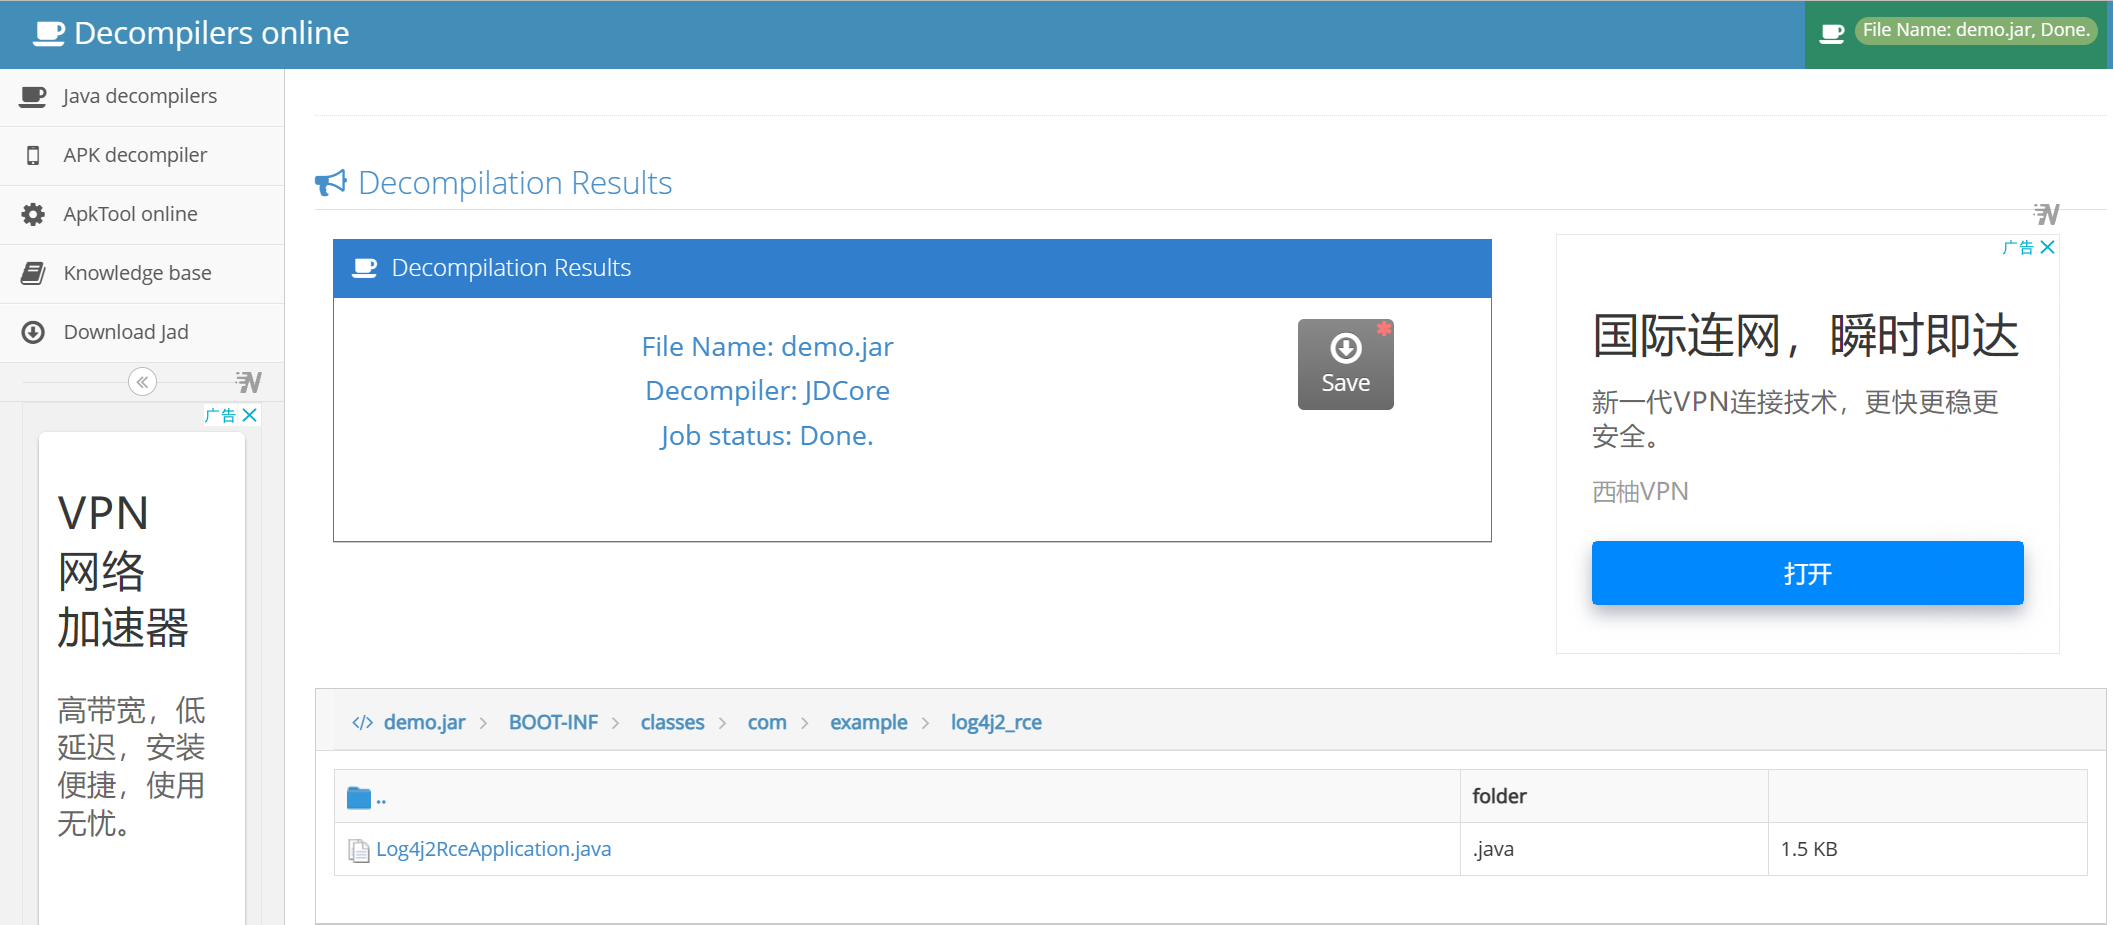 Decompilers online
File Name: demo.jar, Done.
Java decompilers
APK decompiler
ApkTool online
Knowledge base
Download Jad
广告
VPN
网络
加速器
高带宽，低
延迟，安装
便捷，使用
无忧。
Decompilation Results
Decompilation Results
File Name: demo.jar
Decompiler: JDCore
Job status: Done.
Save
广告
国际连网，瞬时即达
新一代VPN连接技术，更快更稳更
安全。
西柚VPN
打开
</> demo.jar > BOOT-INF > classes > com > example > log4j2_rce
.. folder
Log4j2RceApplication.java .java 1.5 KB